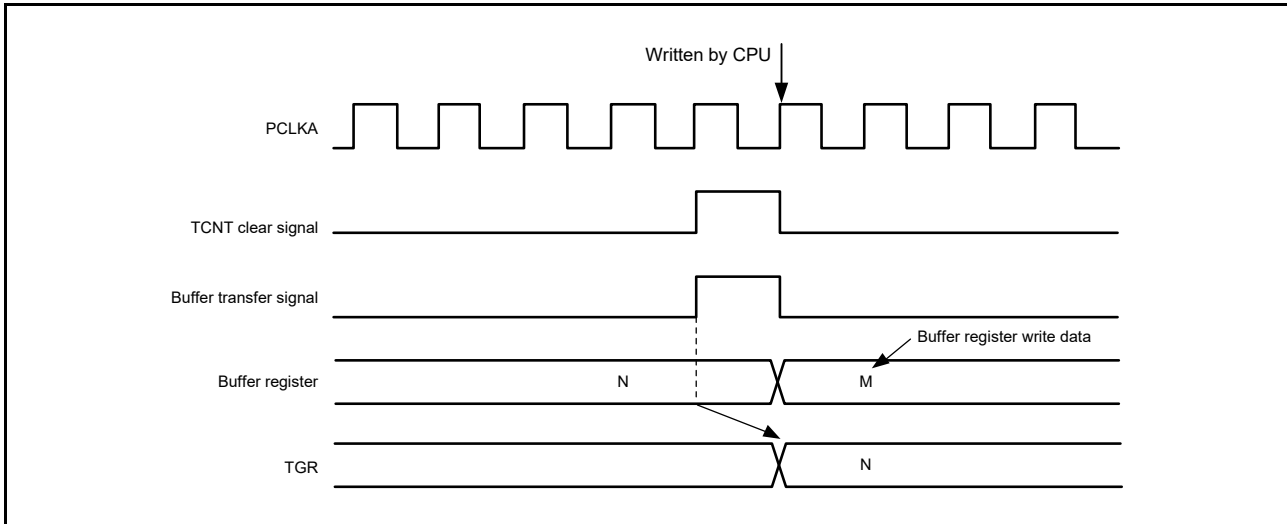 Written by CPU
PCLKA
TCNT clear signal
Buffer transfer signal
Buffer register write data
Buffer register
N
M
TGR
N